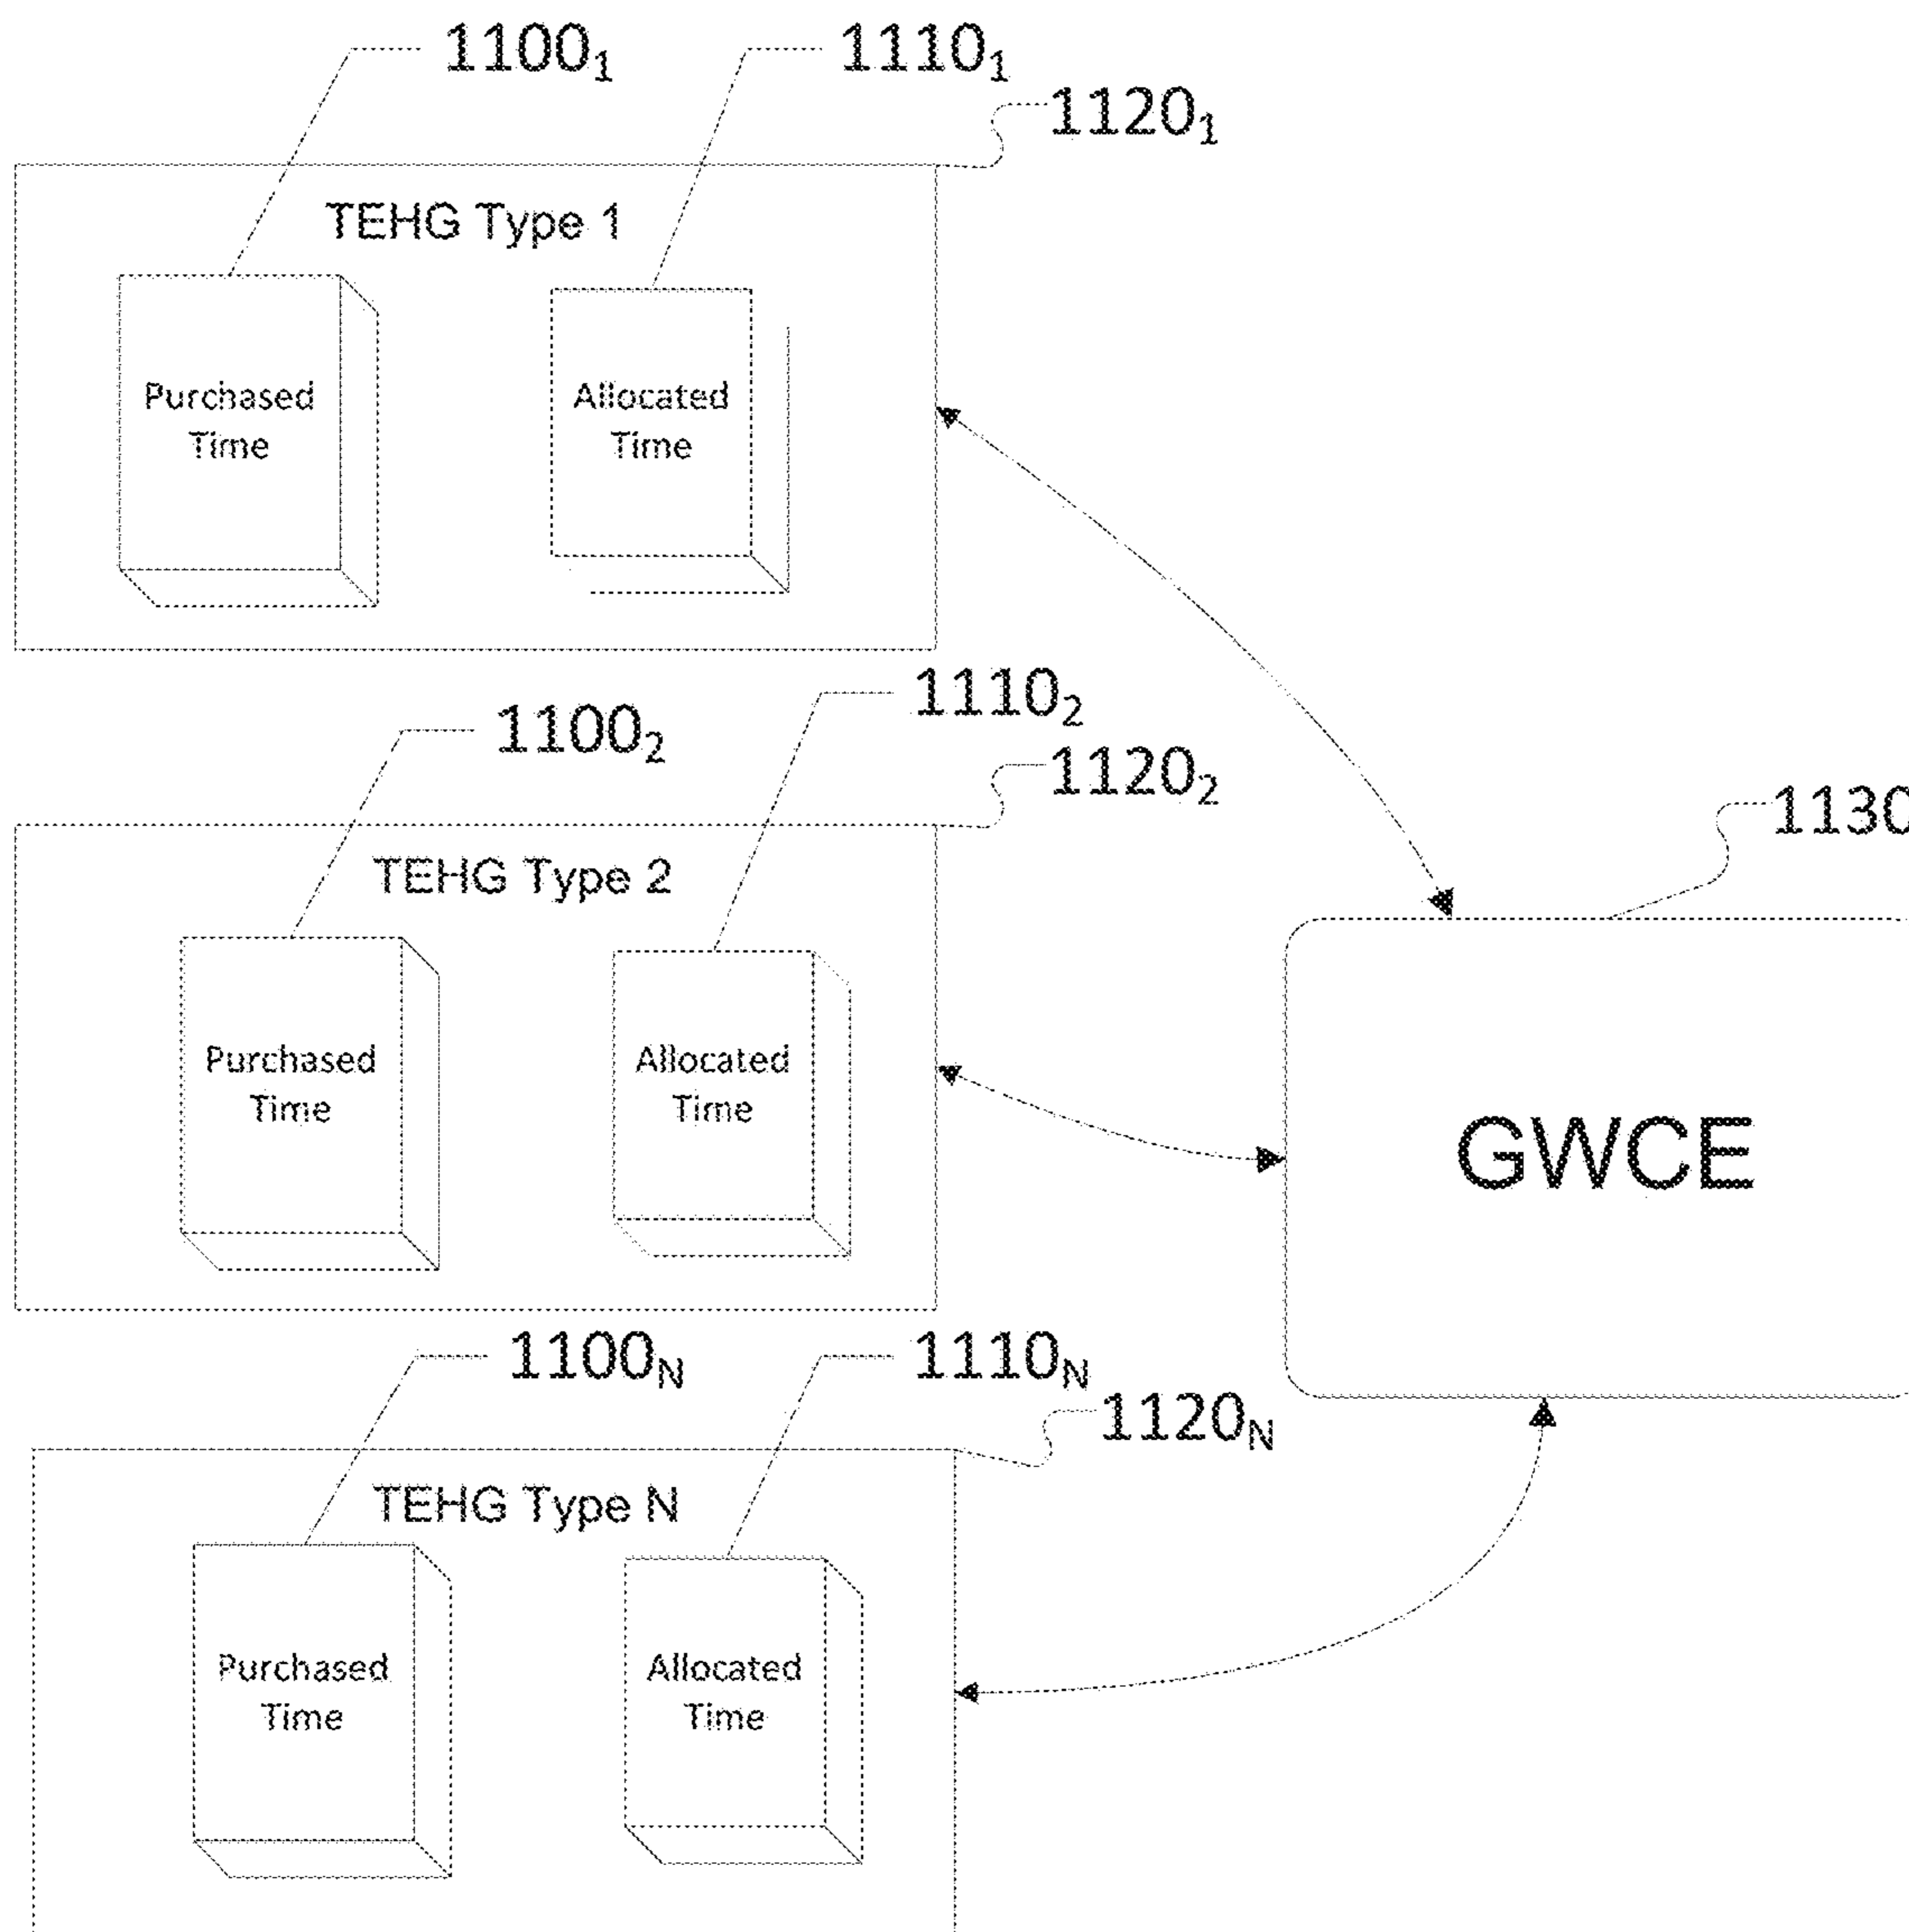 1100₁
1110₁
1120₁
TEHG Type 1
Purchased
Time
Allocated
Time
1110₂
1100₂
1120₂
1130
TEHG Type 2
Purchased
Time
Allocated
Time
GWCE
1100N
1110N
1120N
TEHG Type N
Purchased
Time
Allocated
Time